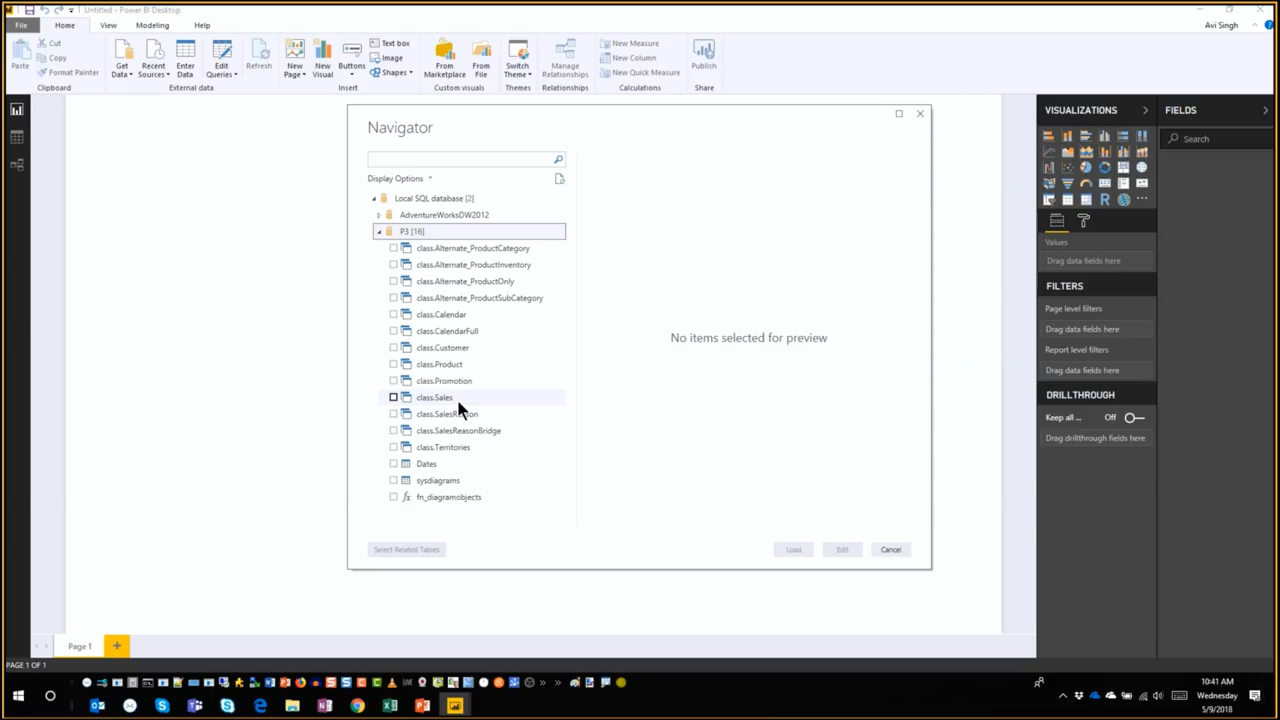 Untitled - Power BI Desktop
File
Home
View
Modeling
Help
Avi Singh
Paste
Cut
Copy
Format Painter
Clipboard
Get Data
Recent Sources
Enter Data
Edit Queries
Refresh
External data
New Page
New Visual
Buttons
Text box
Image
Shapes
Insert
From Marketplace
From File
Custom visuals
Switch Theme
Themes
Manage Relationships
Relationships
New Measure
New Column
New Quick Measure
Calculations
Publish
Share
Navigator
Display Options
Local SQL database [2]
AdventureWorksDW2012
P3 [16]
class.Alternate_ProductCategory
class.Alternate_ProductInventory
class.Alternate_ProductOnly
class.Alternate_ProductSubCategory
class.Calendar
class.CalendarFull
class.Customer
class.Product
class.Promotion
class.Sales
class.SalesReason
class.SalesReasonBridge
class.Territories
Dates
sysdiagrams
fx fn_diagramobjects
No items selected for preview
Select Related Tables
Load
Edit
Cancel
VISUALIZATIONS
FIELDS
Search
Values
Drag data fields here
FILTERS
Page level filters
Drag data fields here
Report level filters
Drag data fields here
DRILLTHROUGH
Keep all ...
Off
Drag drillthrough fields here
Page 1
PAGE 1 OF 1
10:41 AM
Wednesday
5/9/2018